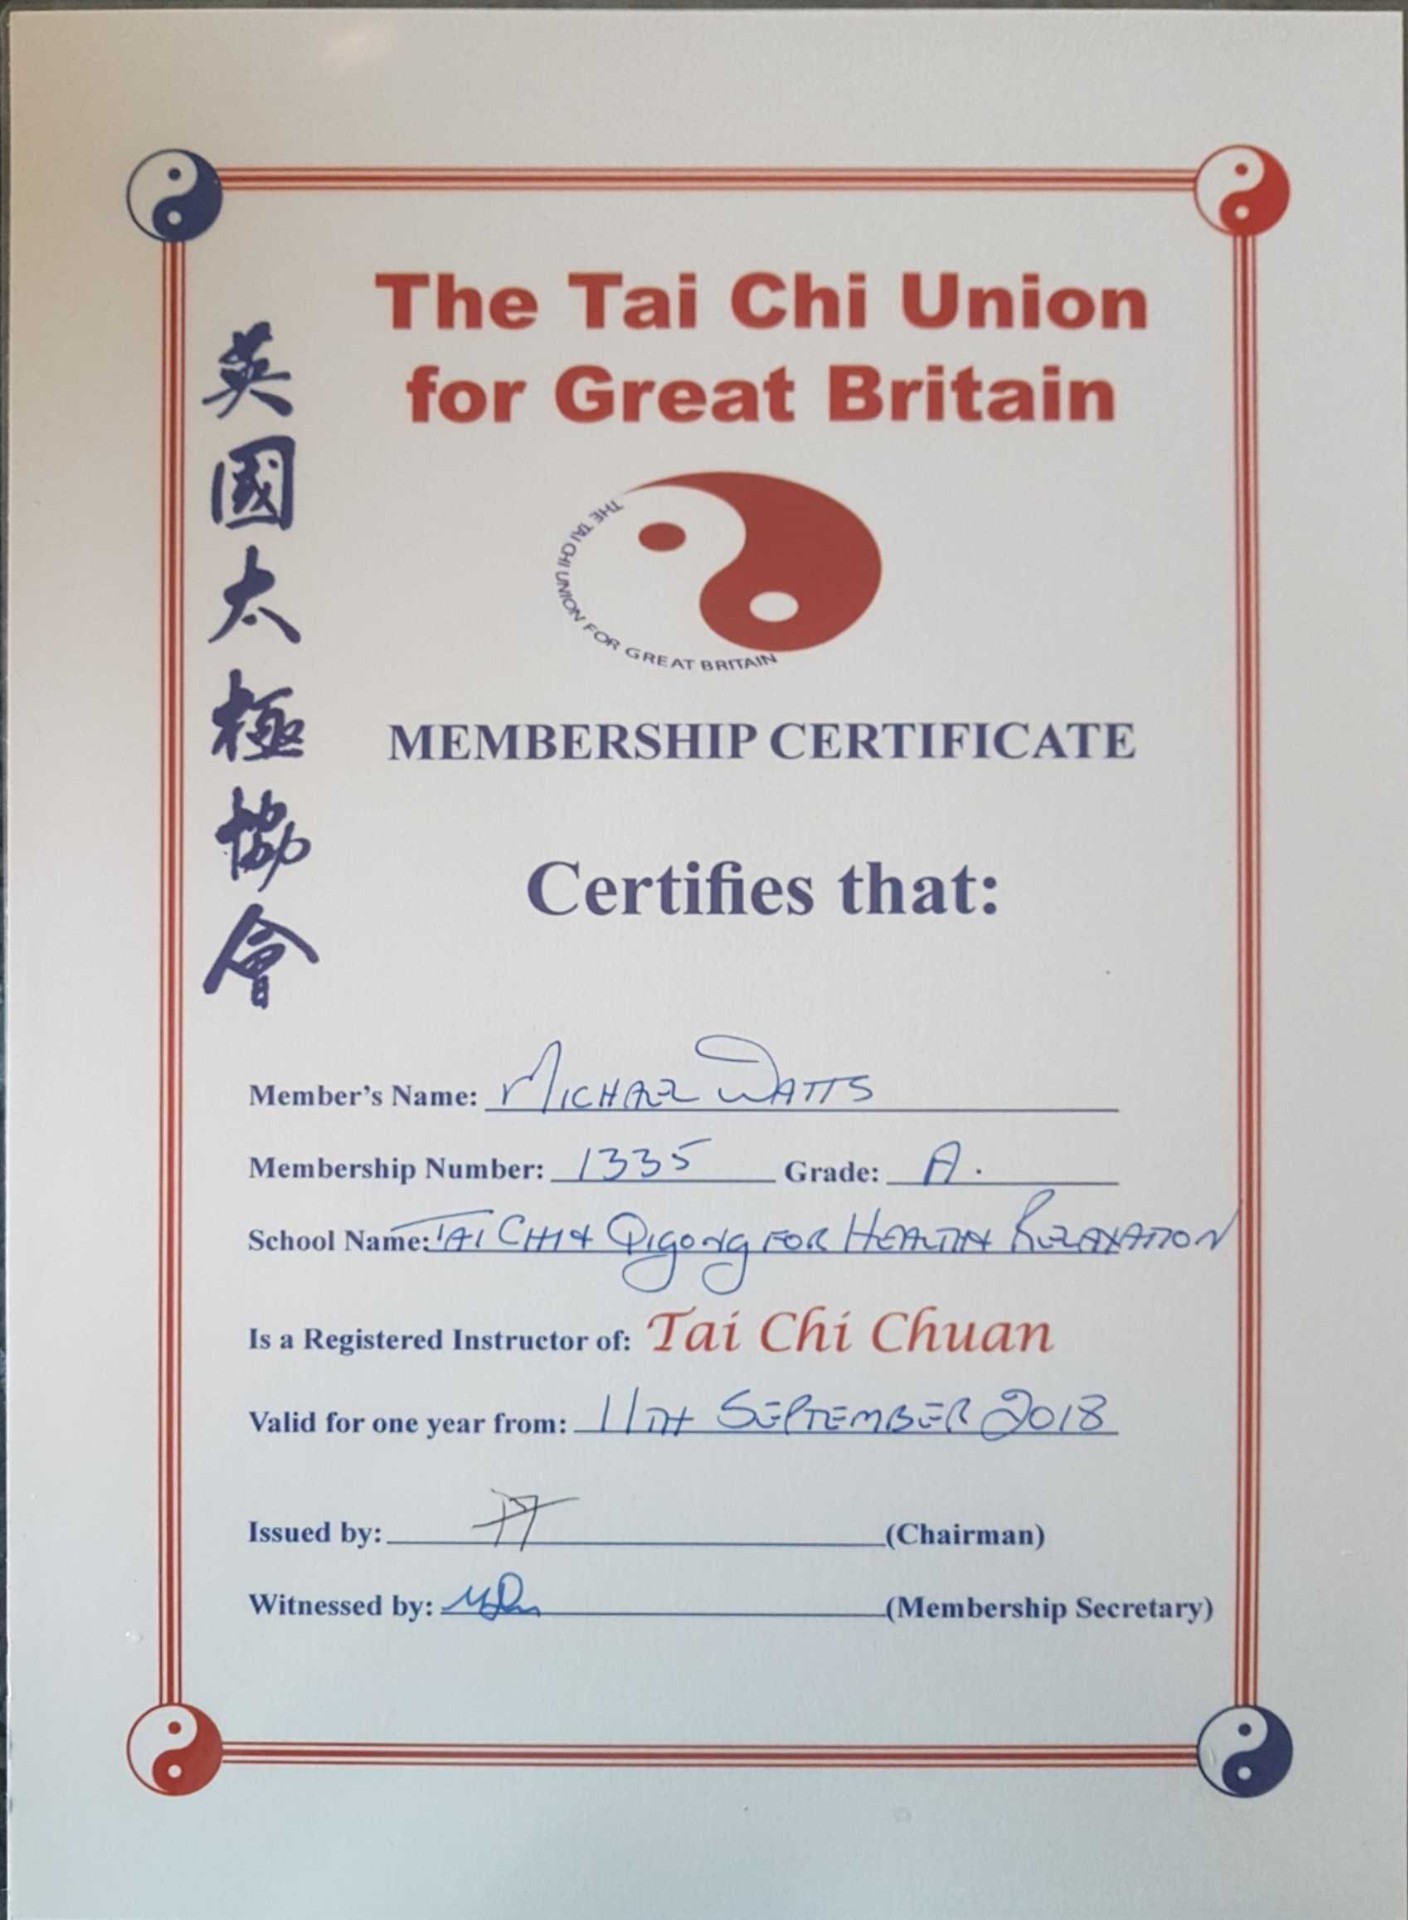 The Tai Chi Union
for Great Britain
英國太極協會
THE TAI CHI UNION FOR GREAT BRITAIN
MEMBERSHIP CERTIFICATE
Certifies that:
Member's Name: MICHAEL WATTS
Membership Number: 1335 Grade: A.
School Name: TAI CHI & QIGONG FOR HEALTH & RELAXATION
Is a Registered Instructor of: Tai Chi Chuan
Valid for one year from: 11TH SEPTEMBER 2018
Issued by: (Chairman)
Witnessed by: (Membership Secretary)